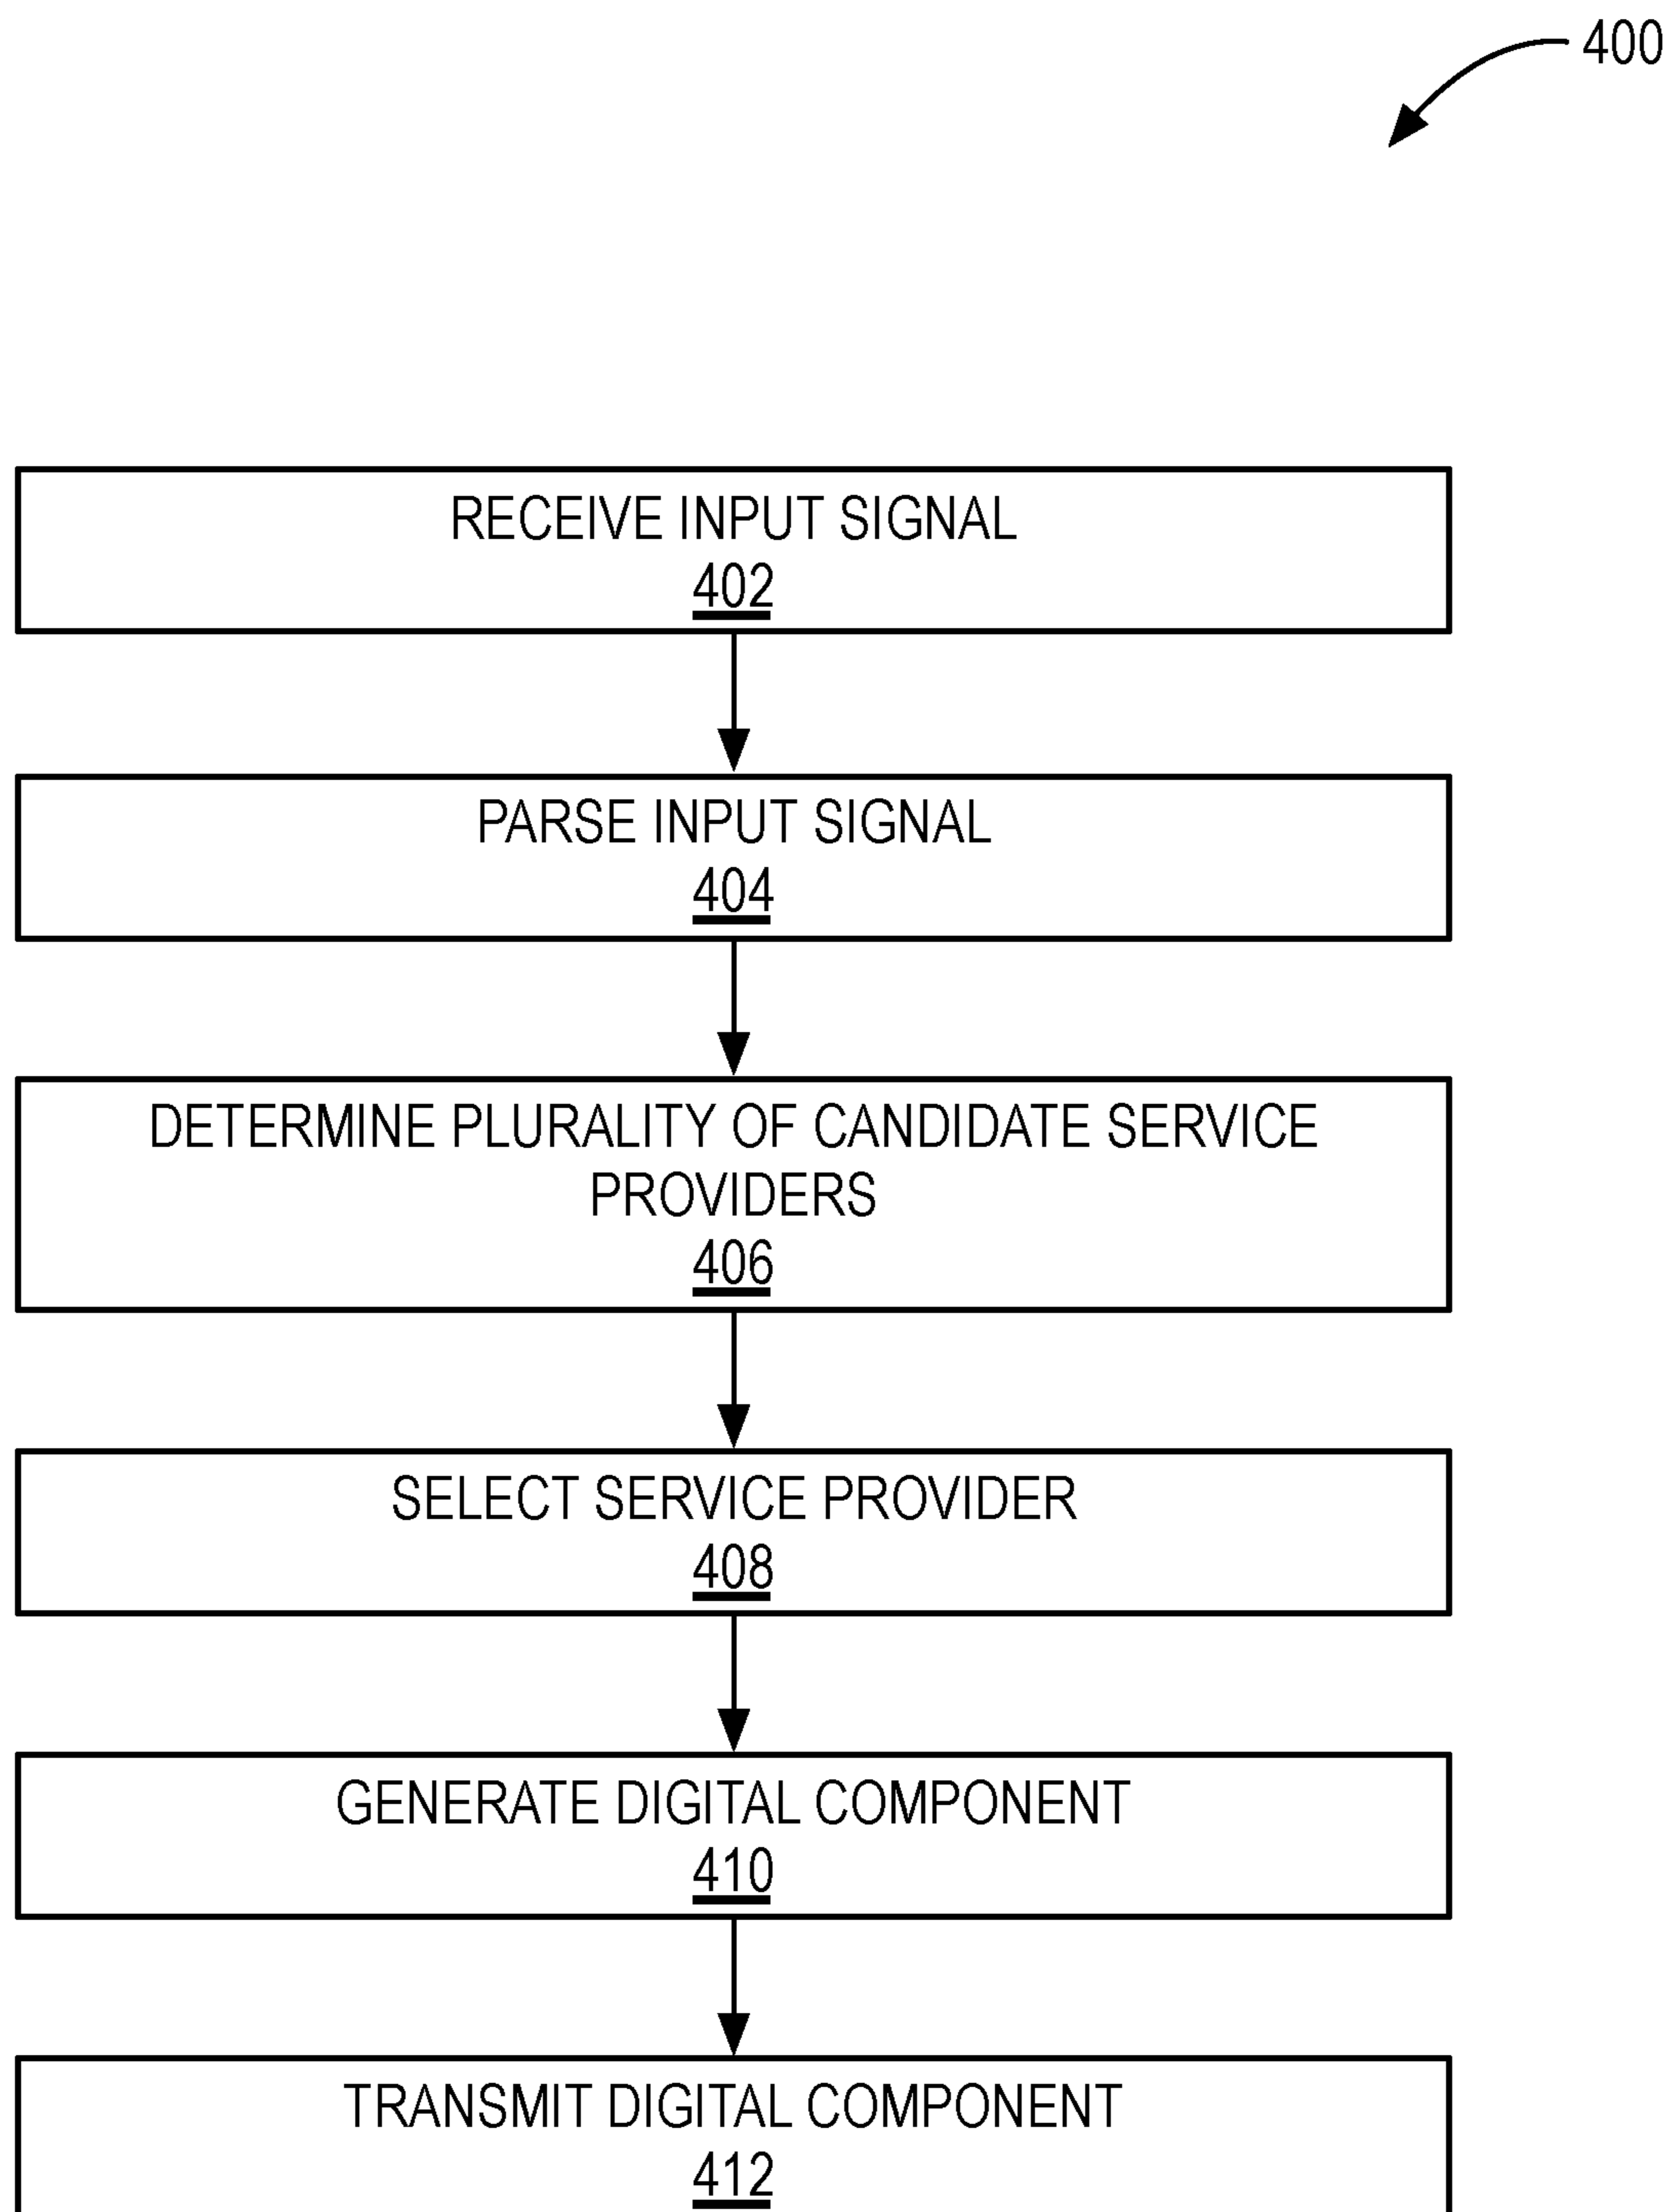 400
RECEIVE INPUT SIGNAL
402
PARSE INPUT SIGNAL
404
DETERMINE PLURALITY OF CANDIDATE SERVICE
PROVIDERS
406
SELECT SERVICE PROVIDER
408
GENERATE DIGITAL COMPONENT
410
TRANSMIT DIGITAL COMPONENT
412